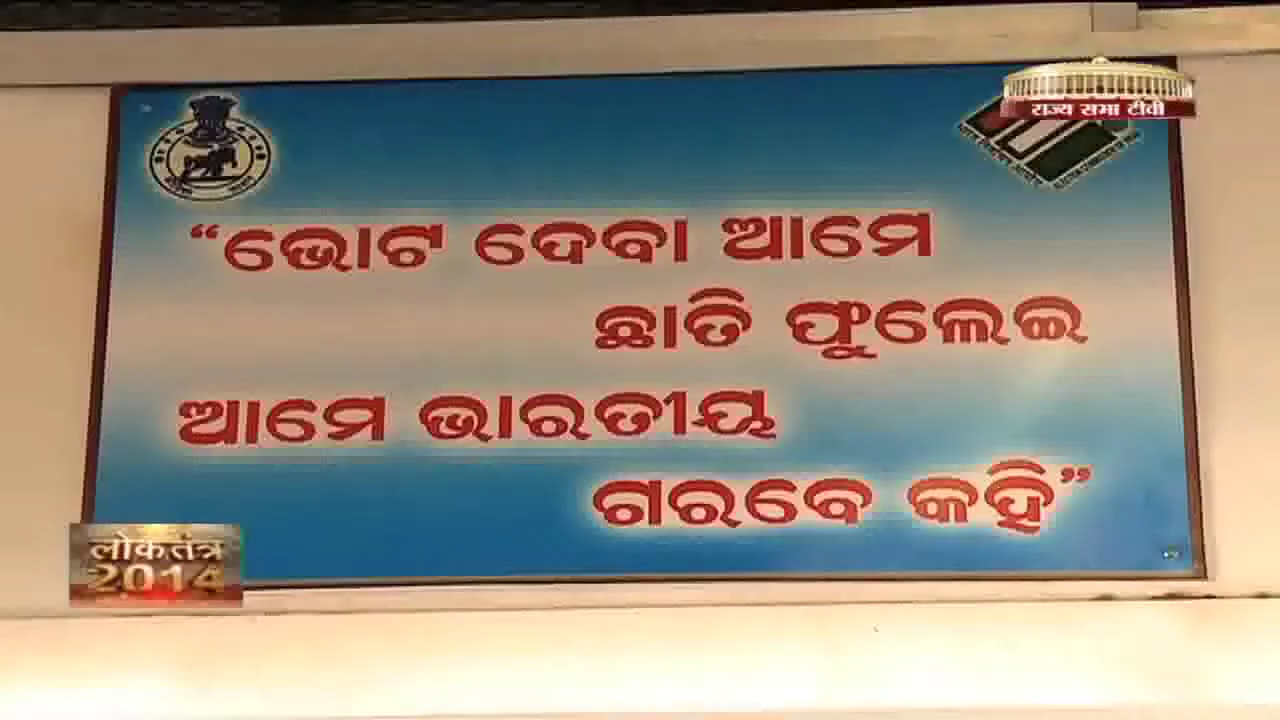 राज्य सभा टीवी
“ଭୋଟ ଦେବା ଆମେ
ଛାତି ଫୁଲେଇ
ଆମେ ଭାରତୀୟ
ଗରବେ କହି”
लोकतंत्र
2014